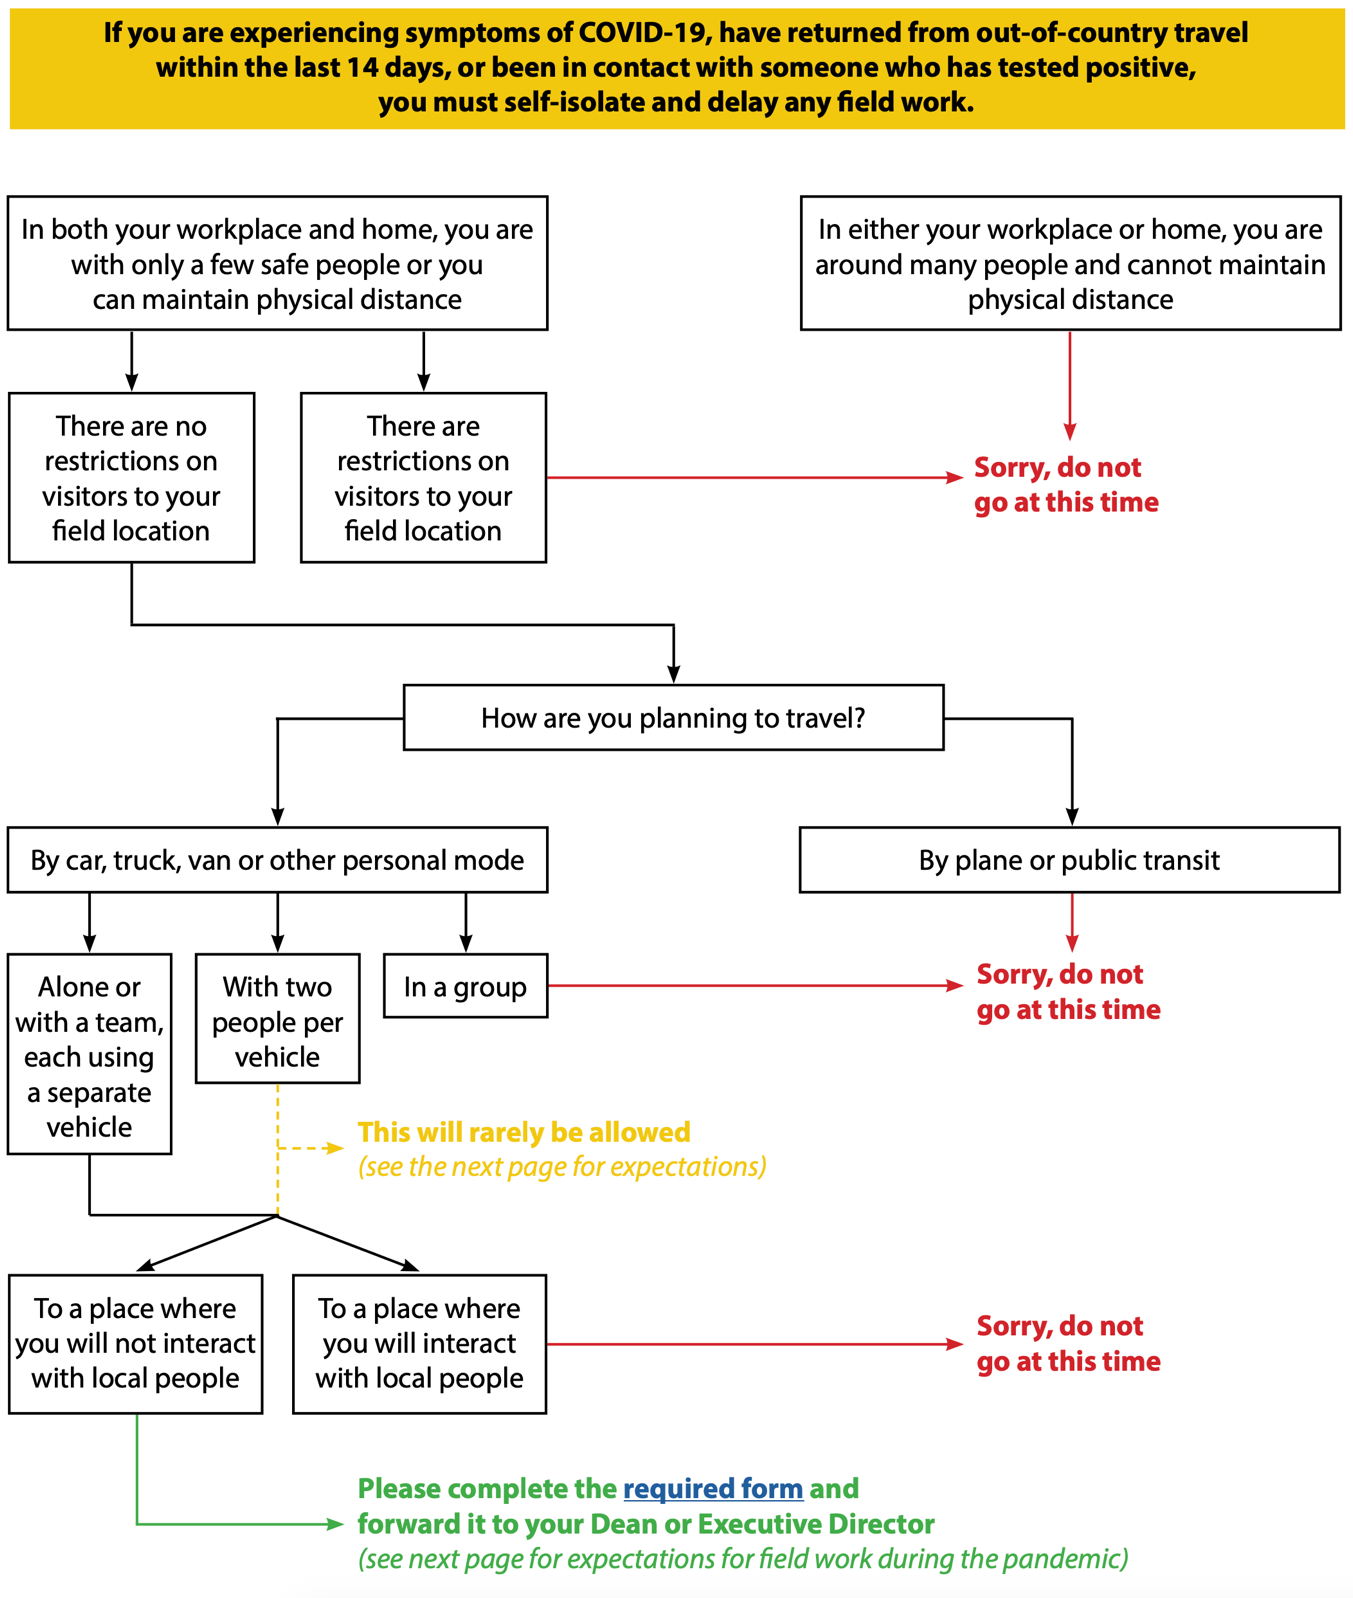 If you are experiencing symptoms of COVID-19, have returned from out-of-country travel
within the last 14 days, or been in contact with someone who has tested positive,
you must self-isolate and delay any field work.
In both your workplace and home, you are
with only a few safe people or you
can maintain physical distance
In either your workplace or home, you are
around many people and cannot maintain
physical distance
There are no
restrictions on
visitors to your
field location
There are
restrictions on
visitors to your
field location
Sorry, do not
go at this time
How are you planning to travel?
By car, truck, van or other personal mode
By plane or public transit
Alone or
with a team,
each using
a separate
vehicle
With two
people per
vehicle
In a group
Sorry, do not
go at this time
This will rarely be allowed
(see the next page for expectations)
To a place where
you will not interact
with local people
To a place where
you will interact
with local people
Sorry, do not
go at this time
Please complete the required form and
forward it to your Dean or Executive Director
(see next page for expectations for field work during the pandemic)